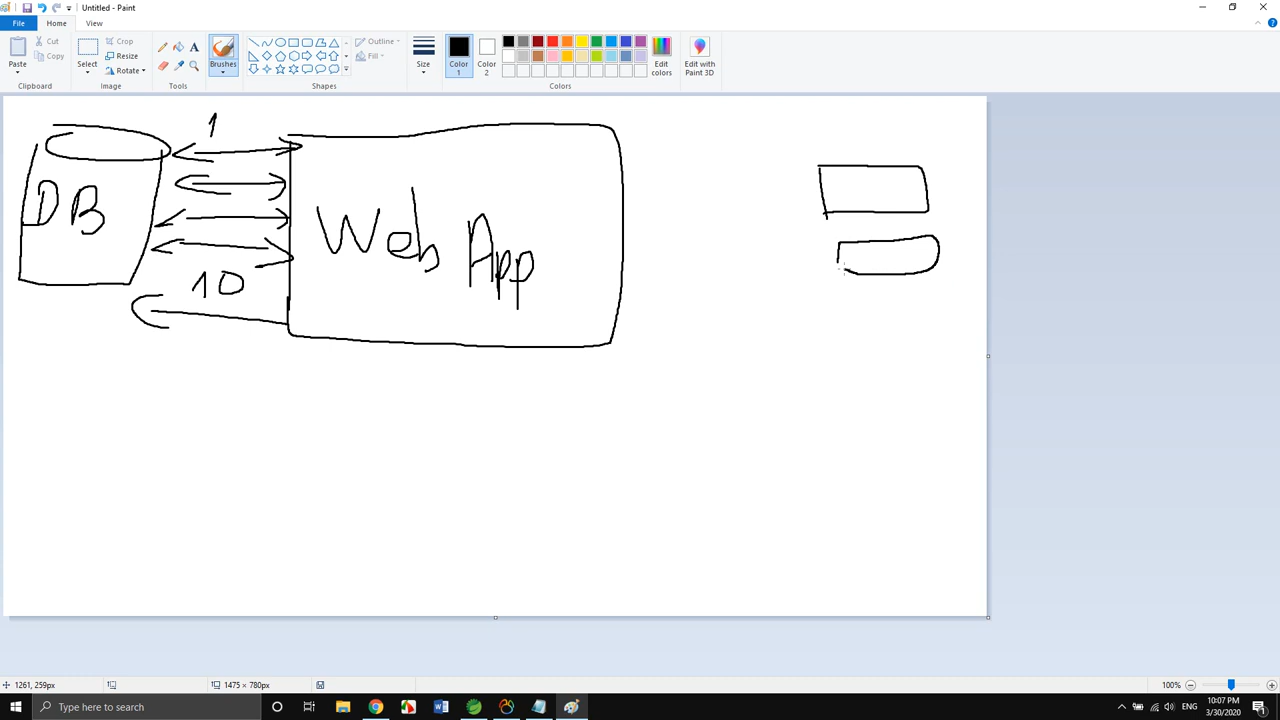 Untitled - Paint
File
Home
View
Paste
Cut
Copy
Clipboard
Select
Crop
Resize
Rotate
Image
Tools
Brushes
Shapes
Outline
Fill
Size
Color 1
Color 2
Edit colors
Edit with Paint 3D
Colors
1
DB
Web App
10
1261, 259px
1475 × 780px
100%
Type here to search
ENG
10:07 PM
3/30/2020